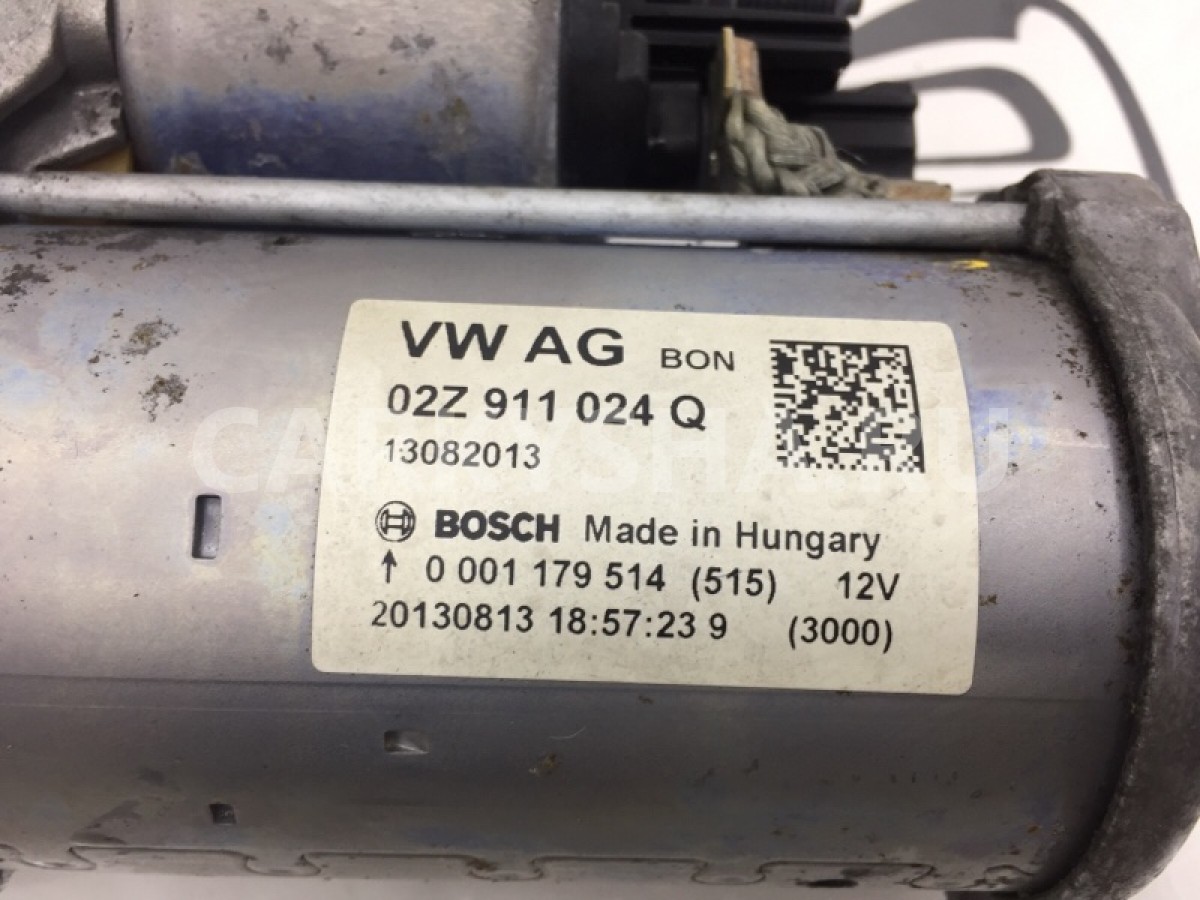 VW AG BON
02Z 911 024 Q
13082013
BOSCH Made in Hungary
↑ 0 001 179 514 (515) 12V
20130813 18:57:23 9 (3000)